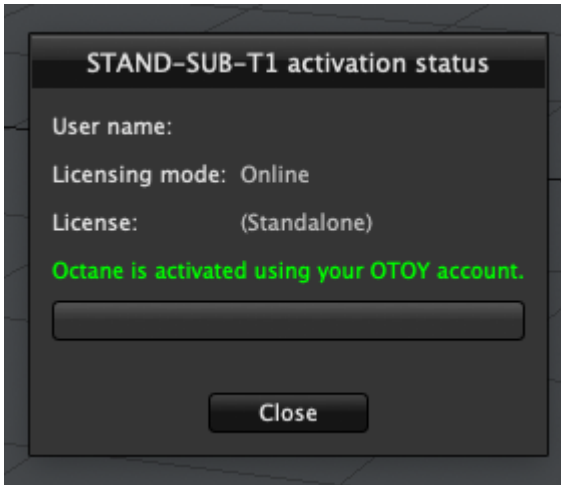 STAND-SUB-T1 activation status
User name:
Licensing mode: Online
License: (Standalone)
Octane is activated using your OTOY account.
Close